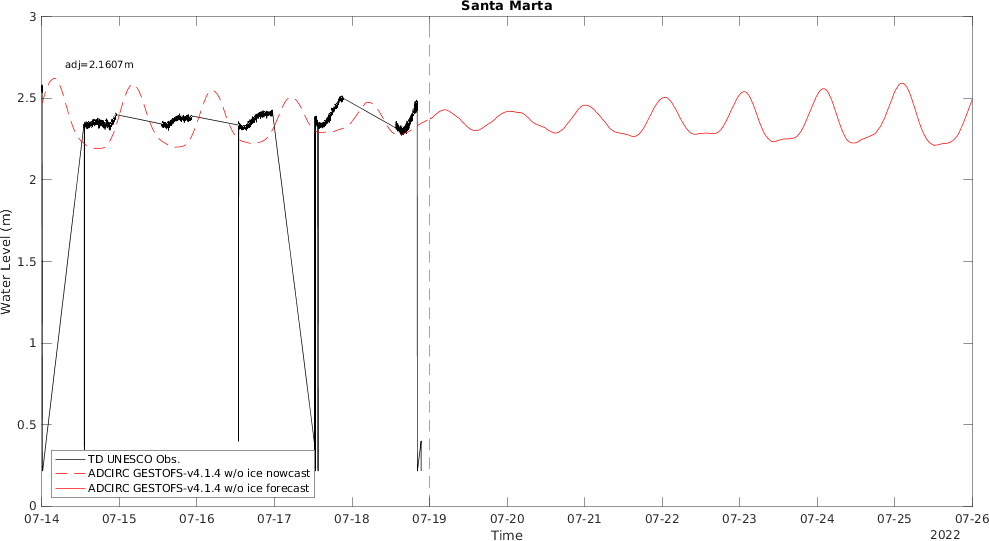 Santa Marta
3
adj=2.1607m
2.5
2
1.5
1
0.5
0
Water Level (m)
TD UNESCO Obs.
ADCIRC GESTOFS-v4.1.4 w/o ice nowcast
ADCIRC GESTOFS-v4.1.4 w/o ice forecast
07-14 07-15 07-16 07-17 07-18 07-19 07-20 07-21 07-22 07-23 07-24 07-25 07-26
Time
2022